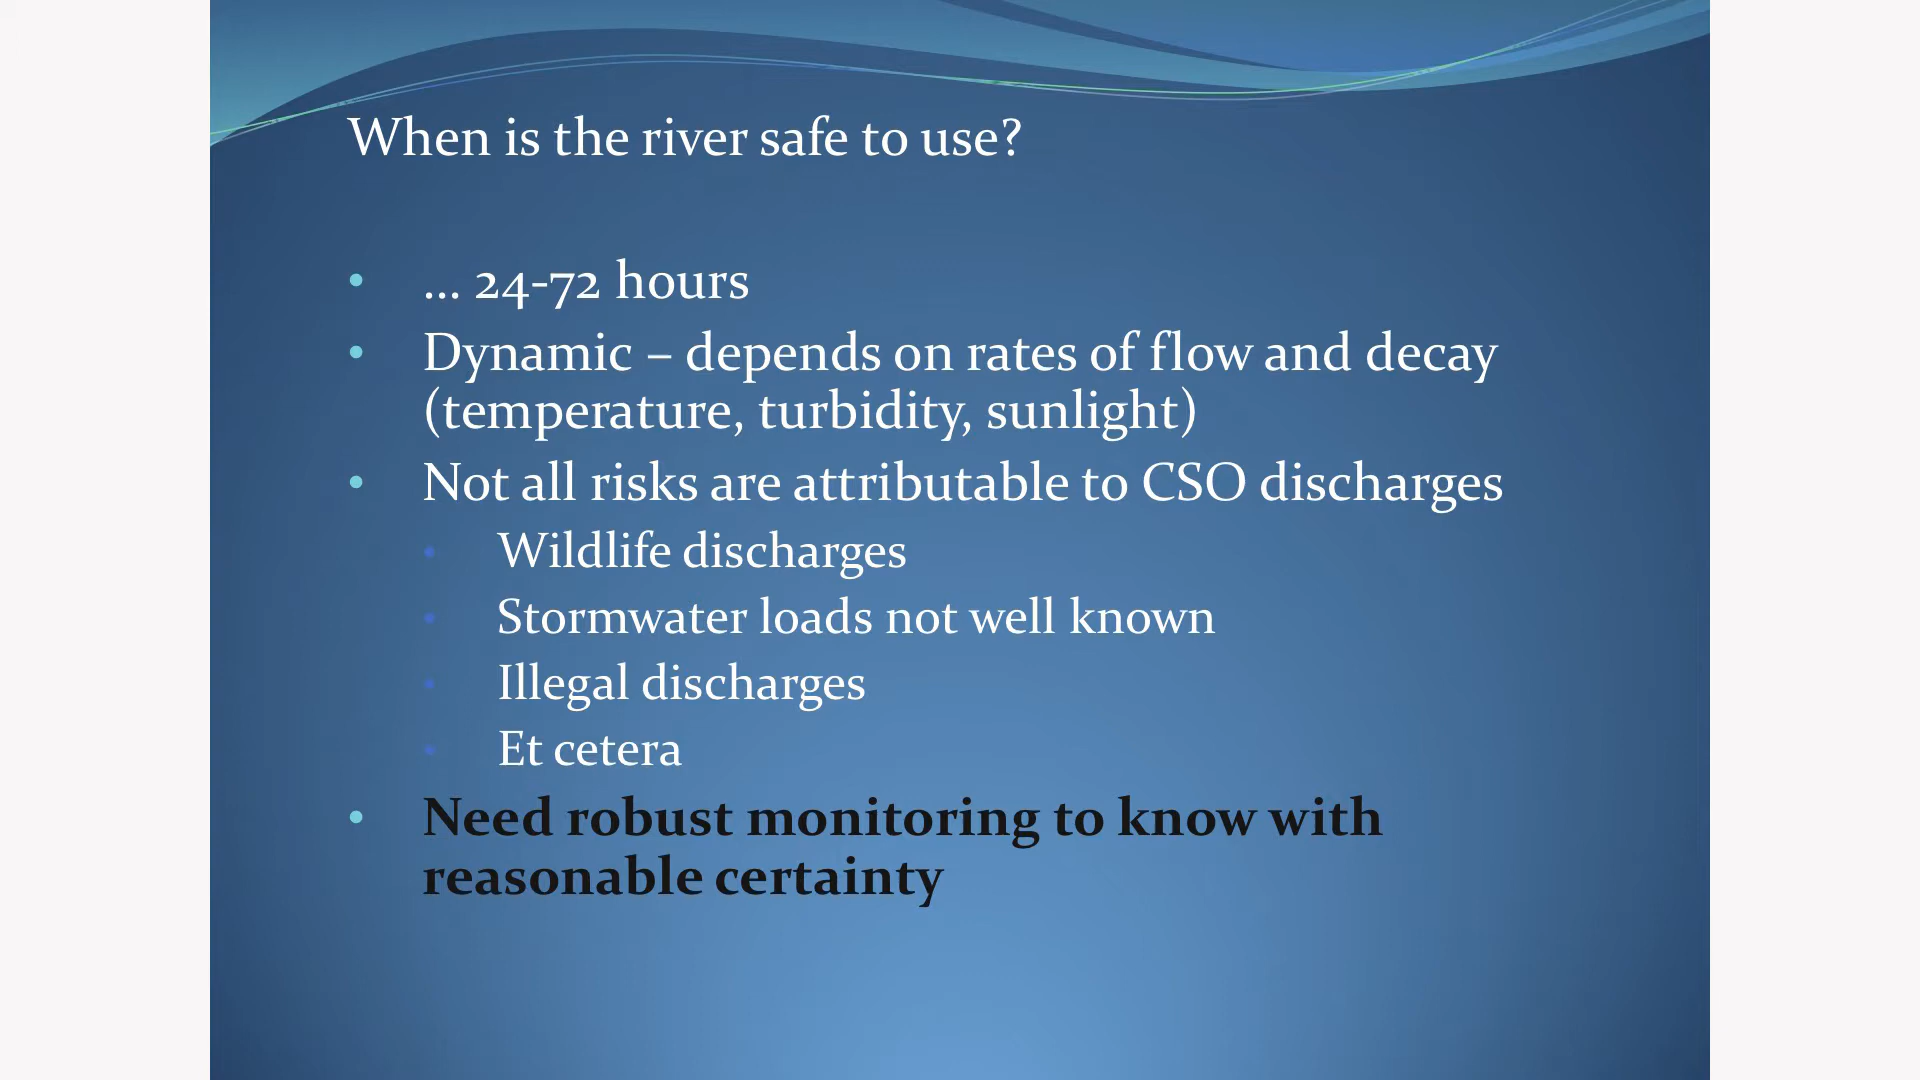 When is the river safe to use?
• ... 24-72 hours
• Dynamic – depends on rates of flow and decay
(temperature, turbidity, sunlight)
• Not all risks are attributable to CSO discharges
• Wildlife discharges
• Stormwater loads not well known
• Illegal discharges
• Et cetera
• Need robust monitoring to know with
reasonable certainty